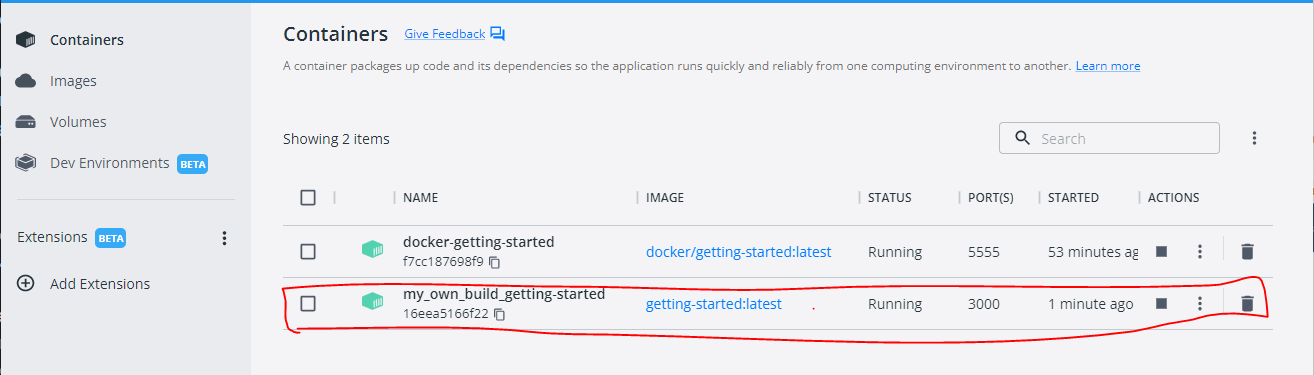 Containers
Images
Volumes
Dev Environments BETA
Extensions BETA
Add Extensions
Containers Give Feedback
A container packages up code and its dependencies so the application runs quickly and reliably from one computing environment to another. Learn more
Showing 2 items
Search
NAME IMAGE STATUS PORT(S) STARTED ACTIONS
docker-getting-started docker/getting-started:latest Running 5555 53 minutes ag
f7cc187698f9
my_own_build_getting-started getting-started:latest Running 3000 1 minute ago
16eea5166f22